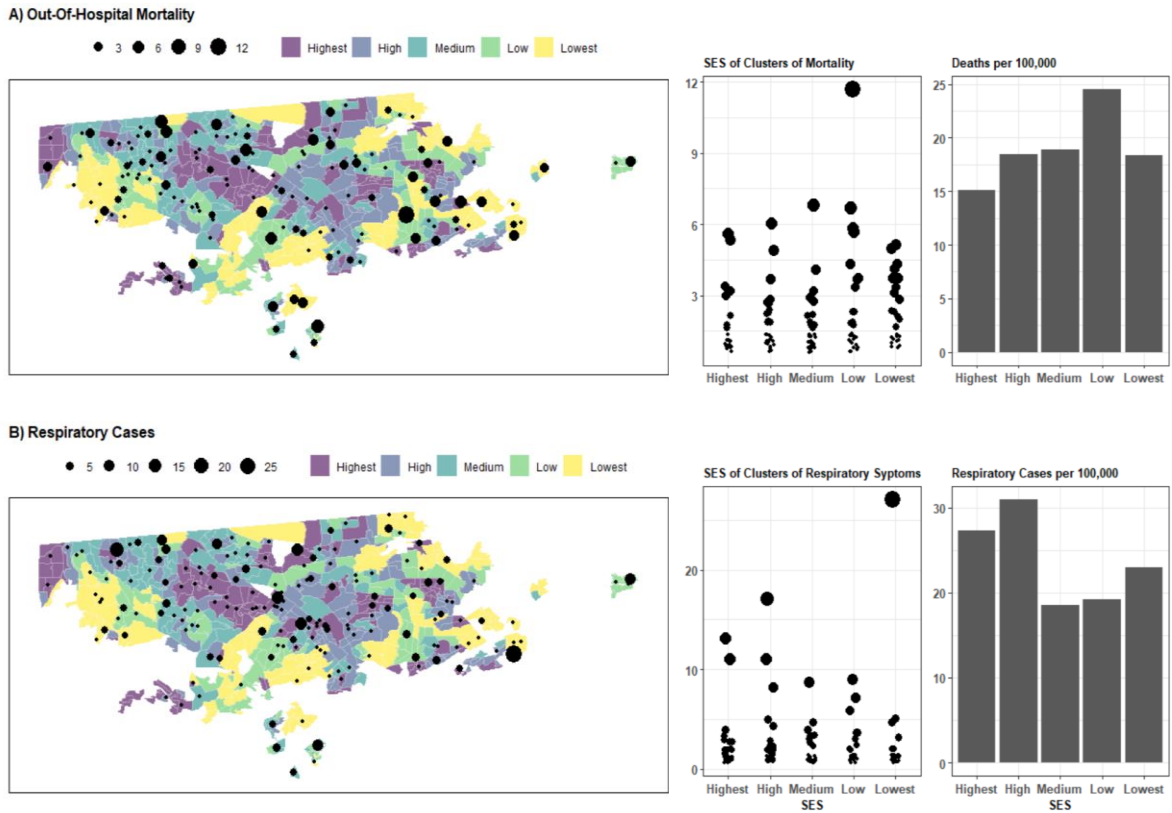 A) Out-Of-Hospital Mortality
3 6 9 12 Highest High Medium Low Lowest
SES of Clusters of Mortality
12
9
6
3
Highest High Medium Low Lowest
Deaths per 100,000
25
20
15
10
5
0
Highest High Medium Low Lowest
B) Respiratory Cases
5 10 15 20 25 Highest High Medium Low Lowest
SES of Clusters of Respiratory Syptoms
20
10
0
Highest High Medium Low Lowest
SES
Respiratory Cases per 100,000
30
20
10
0
Highest High Medium Low Lowest
SES